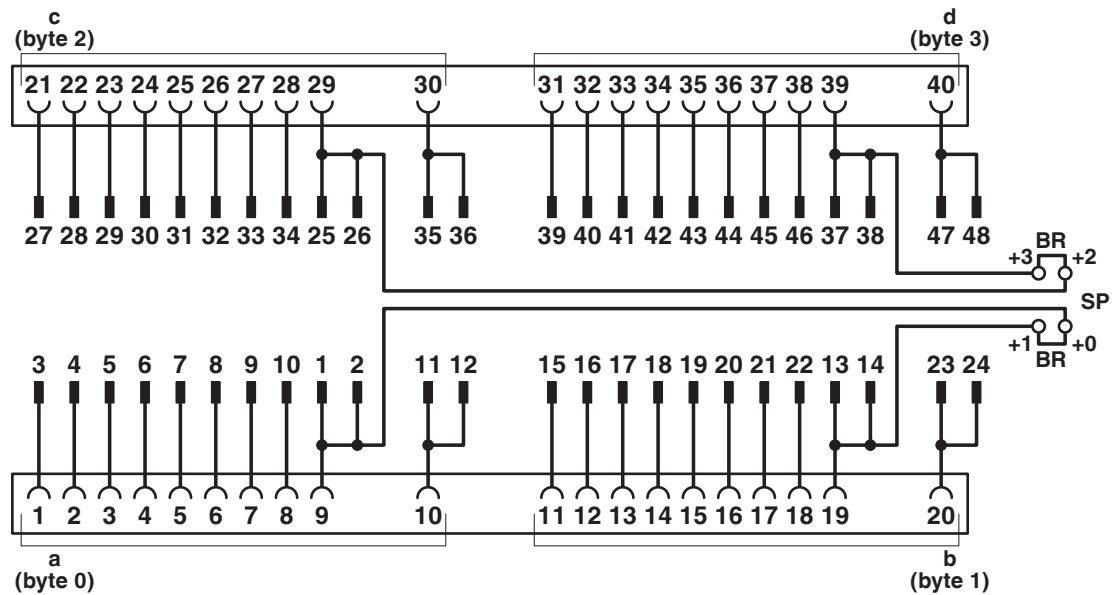 c d
(byte 2) (byte 3)
21 22 23 24 25 26 27 28 29 30 31 32 33 34 35 36 37 38 39 40
27 28 29 30 31 32 33 34 25 26 35 36 39 40 41 42 43 44 45 46 37 38 47 48
BR
+3 +2
SP
+1 +0
BR
3 4 5 6 7 8 9 10 1 2 11 12 15 16 17 18 19 20 21 22 13 14 23 24
1 2 3 4 5 6 7 8 9 10 11 12 13 14 15 16 17 18 19 20
a b
(byte 0) (byte 1)